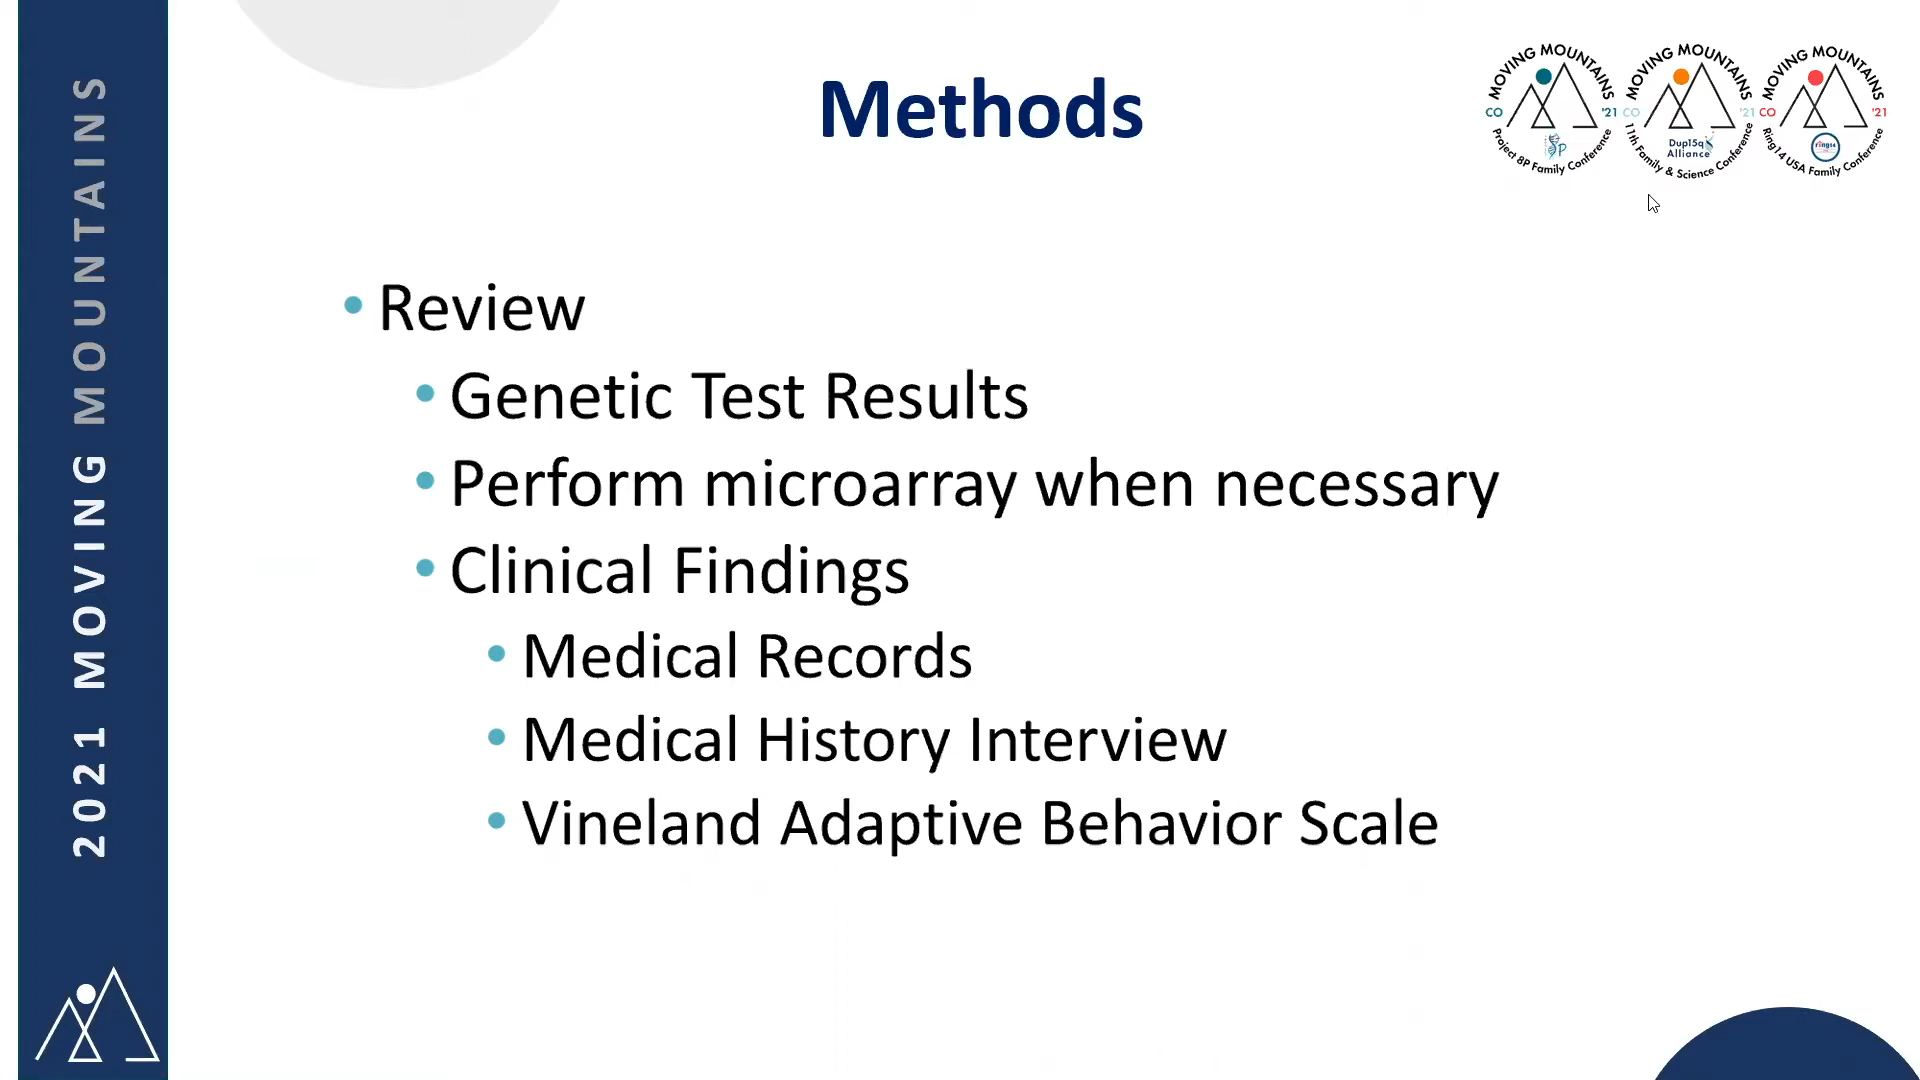 2021 MOVING MOUNTAINS
Methods
MOVING MOUNTAINS
CO '21
8P
Project 8P Family Conference
MOVING MOUNTAINS
CO '21
Dup15q
Alliance
11th Family & Science Conference
MOVING MOUNTAINS
CO '21
ring14
Ring14 USA Family Conference
• Review
• Genetic Test Results
• Perform microarray when necessary
• Clinical Findings
• Medical Records
• Medical History Interview
• Vineland Adaptive Behavior Scale